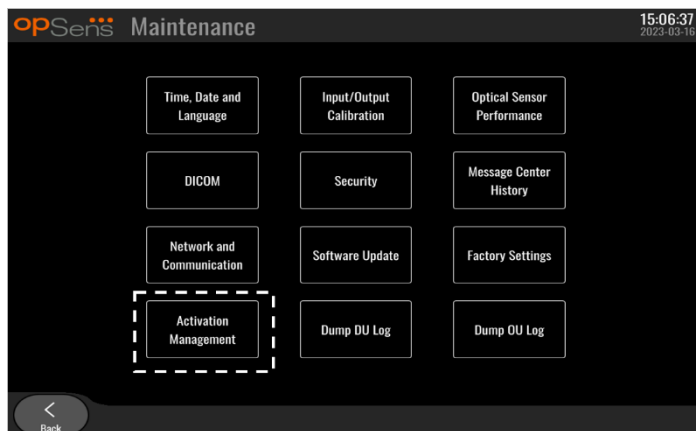 opSens Maintenance
15:06:37
2023-03-16
Time, Date and
Language
Input/Output
Calibration
Optical Sensor
Performance
DICOM
Security
Message Center
History
Network and
Communication
Software Update
Factory Settings
Activation
Management
Dump DU Log
Dump OU Log
Back